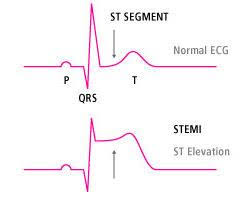 ST SEGMENT
Normal ECG
P
T
QRS
STEMI
ST Elevation